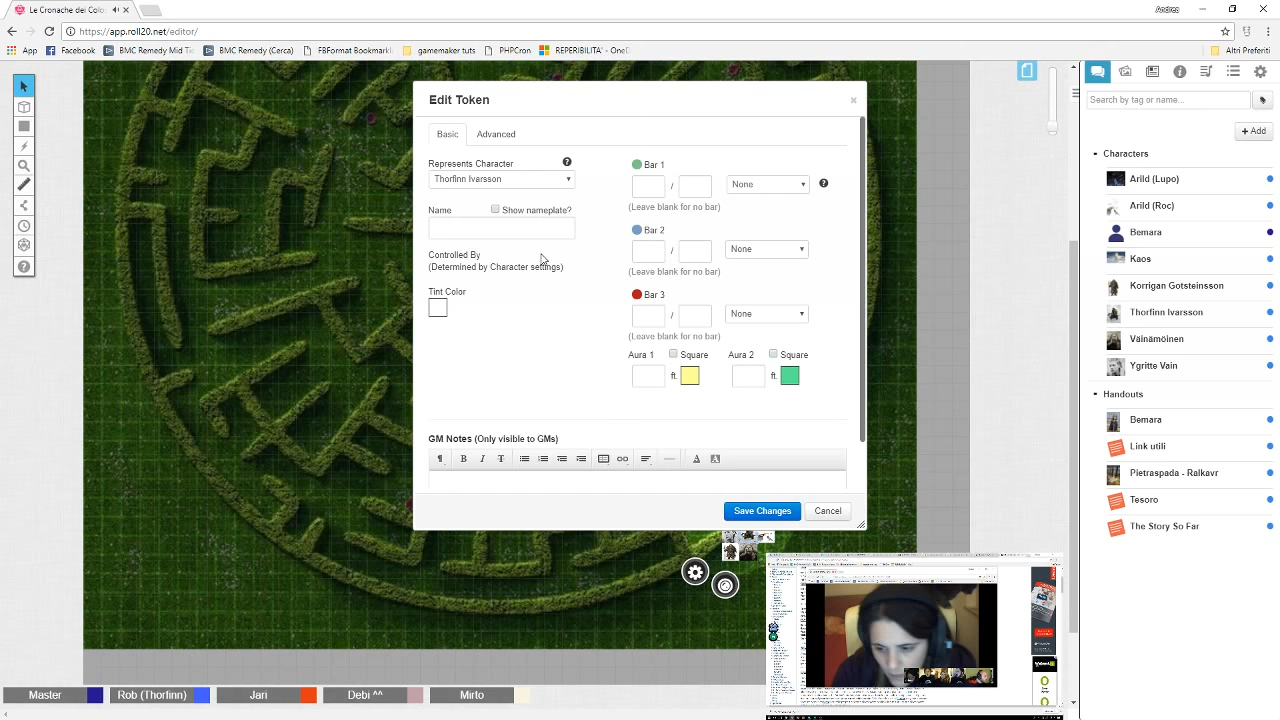 Le Cronache dei Colo
Andrea
https://app.roll20.net/editor/
App
Facebook
BMC Remedy Mid Ti
BMC Remedy (Cerca)
FBFormat Bookmark
gamemaker tuts
PHPCron
REPERIBILITA' - OneD
Altri Preferiti
Edit Token
×
Basic
Advanced
Represents Character
?
Thorfinn Ivarsson
Name
Show nameplate?
Controlled By
(Determined by Character settings)
Tint Color
Bar 1
/
None
?
(Leave blank for no bar)
Bar 2
/
None
(Leave blank for no bar)
Bar 3
/
None
(Leave blank for no bar)
Aura 1
Square
Aura 2
Square
ft.
ft.
GM Notes (Only visible to GMs)
Save Changes
Cancel
Search by tag or name...
+ Add
Characters
Arild (Lupo)
Arild (Roc)
Bemara
Kaos
Korrigan Gotsteinsson
Thorfinn Ivarsson
Väinämöinen
Ygritte Vain
Handouts
Bemara
Link utili
Pietraspada - Ralkavr
Tesoro
The Story So Far
Master
Rob (Thorfinn)
Jari
Debi ^^
Mirto